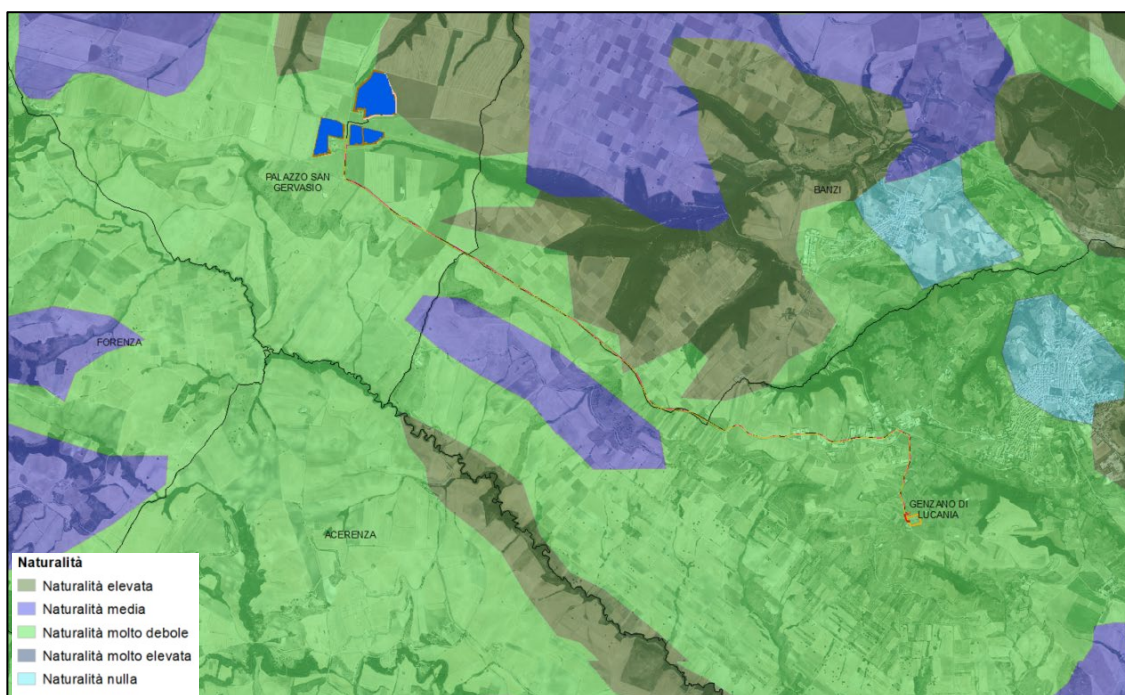 PALAZZO SAN
GERVASIO
BANZI
FORENZA
GENZANO DI
LUCANIA
ACERENZA
Naturalità
Naturalità elevata
Naturalità media
Naturalità molto debole
Naturalità molto elevata
Naturalità nulla